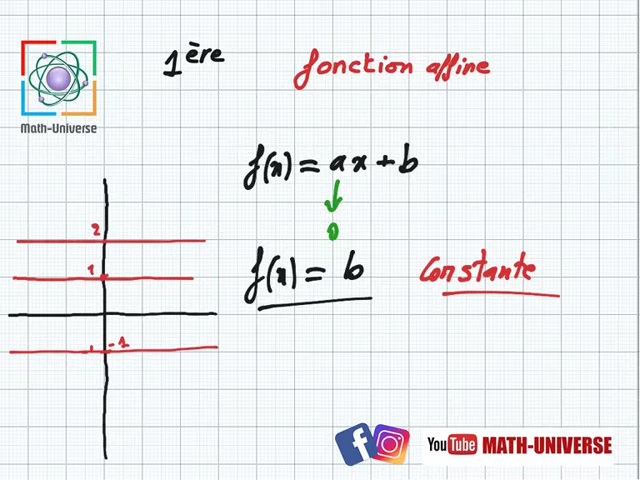 1ère
fonction affine
Math-Universe
f(x) = ax + b
0
f(x) = b
Constante
2
1
-1
YouTube MATH-UNIVERSE